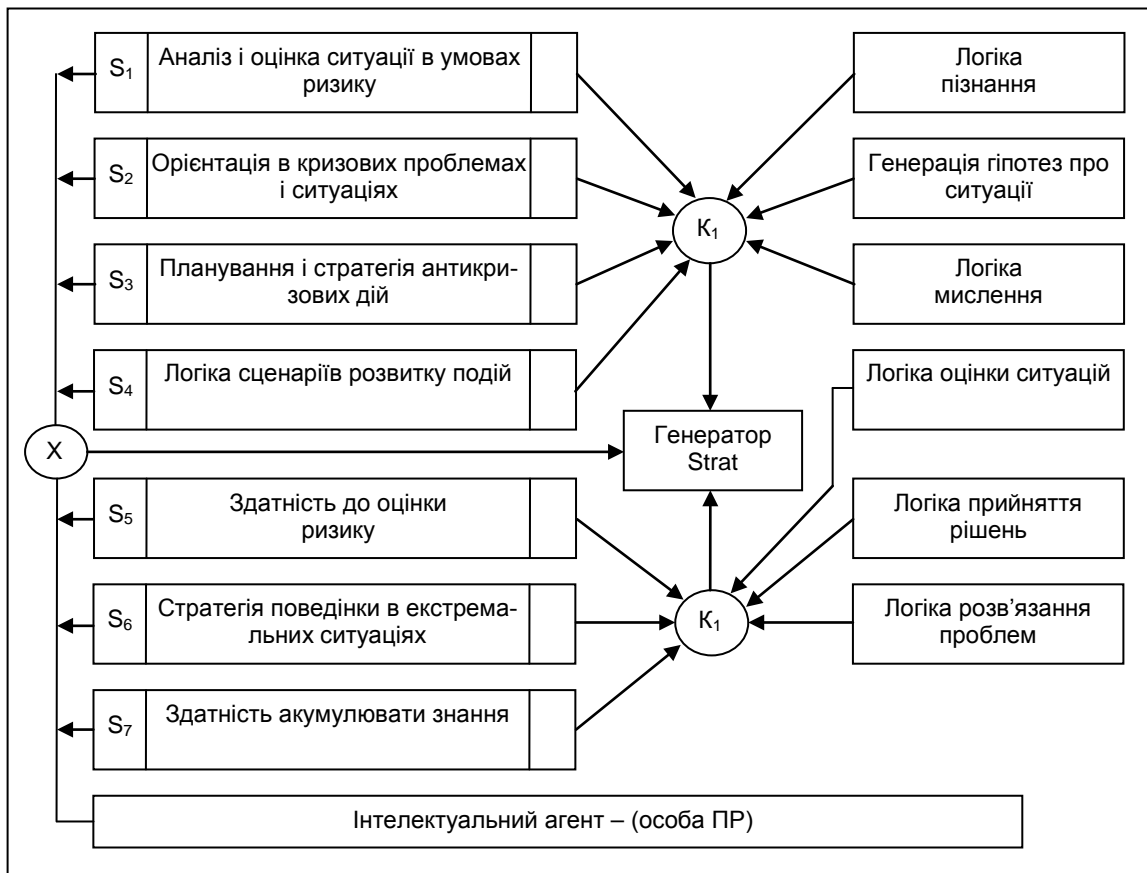 S1
Аналіз і оцінка ситуації в умовах
ризику
Логіка
пізнання
S2
Орієнтація в кризових проблемах
і ситуаціях
Генерація гіпотез про
ситуації
К1
S3
Планування і стратегія антикри-
зових дій
Логіка
мислення
S4
Логіка сценаріїв розвитку подій
Логіка оцінки ситуацій
X
Генератор
Strat
S5
Здатність до оцінки
ризику
Логіка прийняття
рішень
S6
Стратегія поведінки в екстрема-
льних ситуаціях
К1
Логіка розв’язання
проблем
S7
Здатність акумулювати знання
Інтелектуальний агент – (особа ПР)